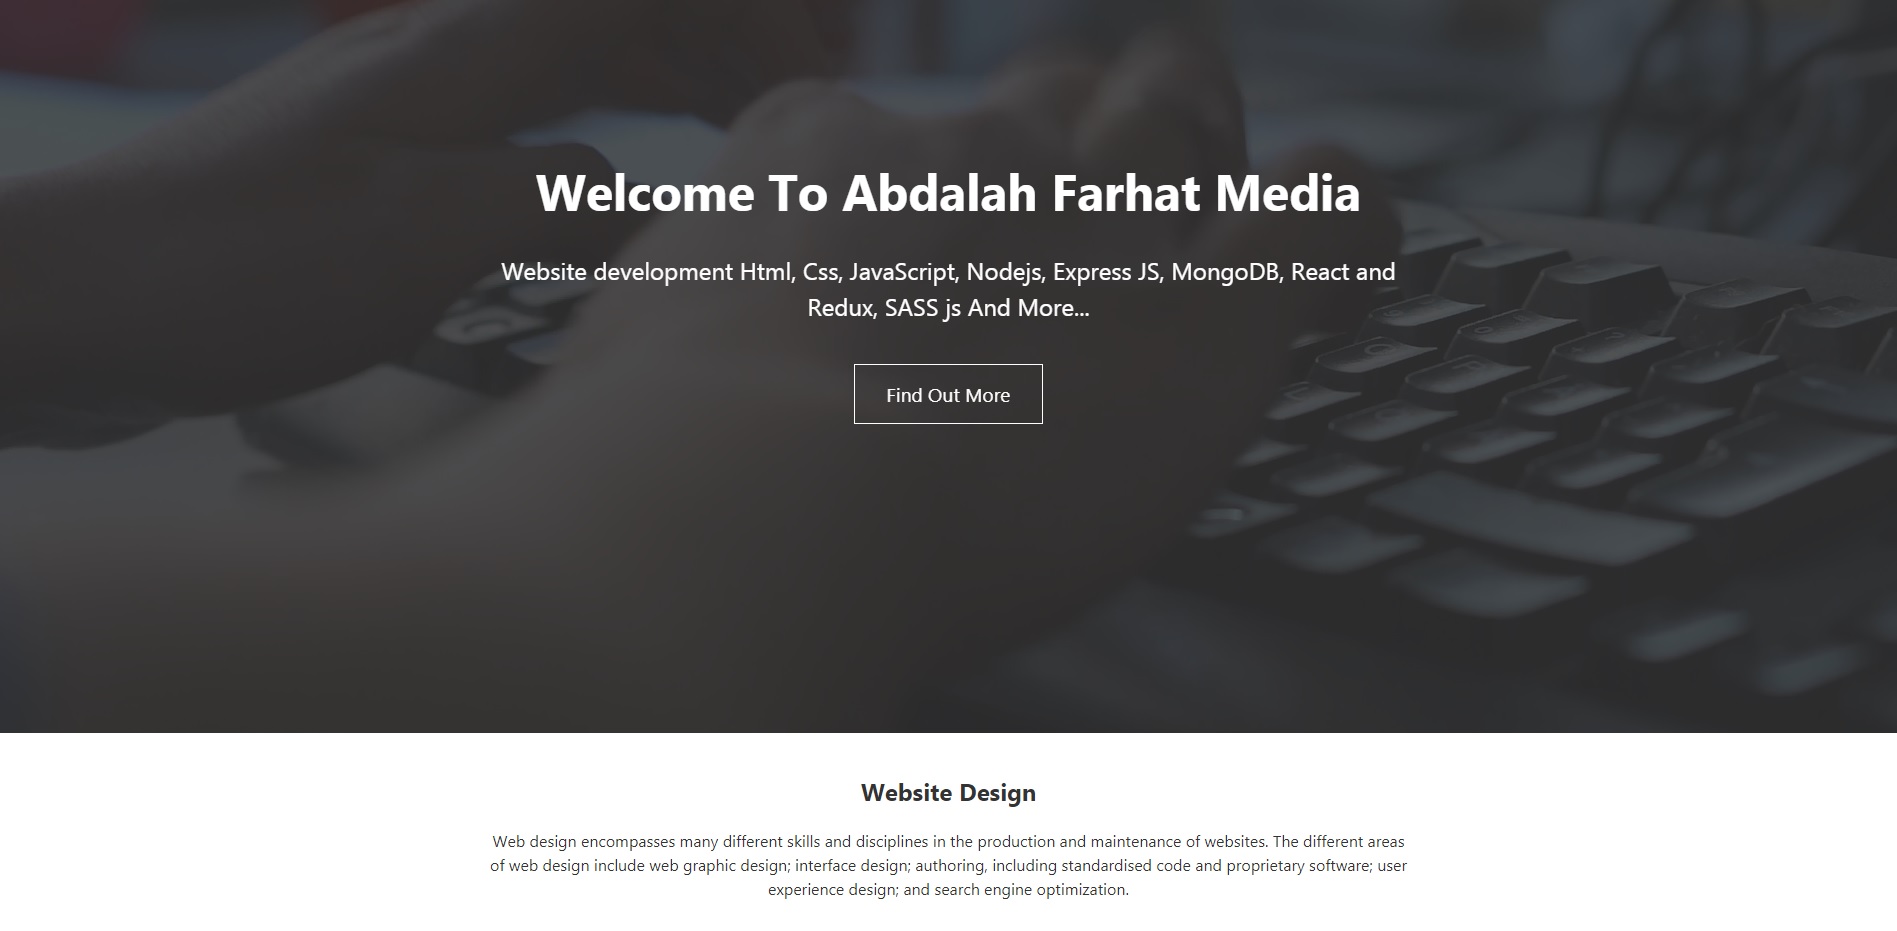 Welcome To Abdalah Farhat Media
Website development Html, Css, JavaScript, Nodejs, Express JS, MongoDB, React and
Redux, SASS js And More...
Find Out More
Website Design
Web design encompasses many different skills and disciplines in the production and maintenance of websites. The different areas
of web design include web graphic design; interface design; authoring, including standardised code and proprietary software; user
experience design; and search engine optimization.